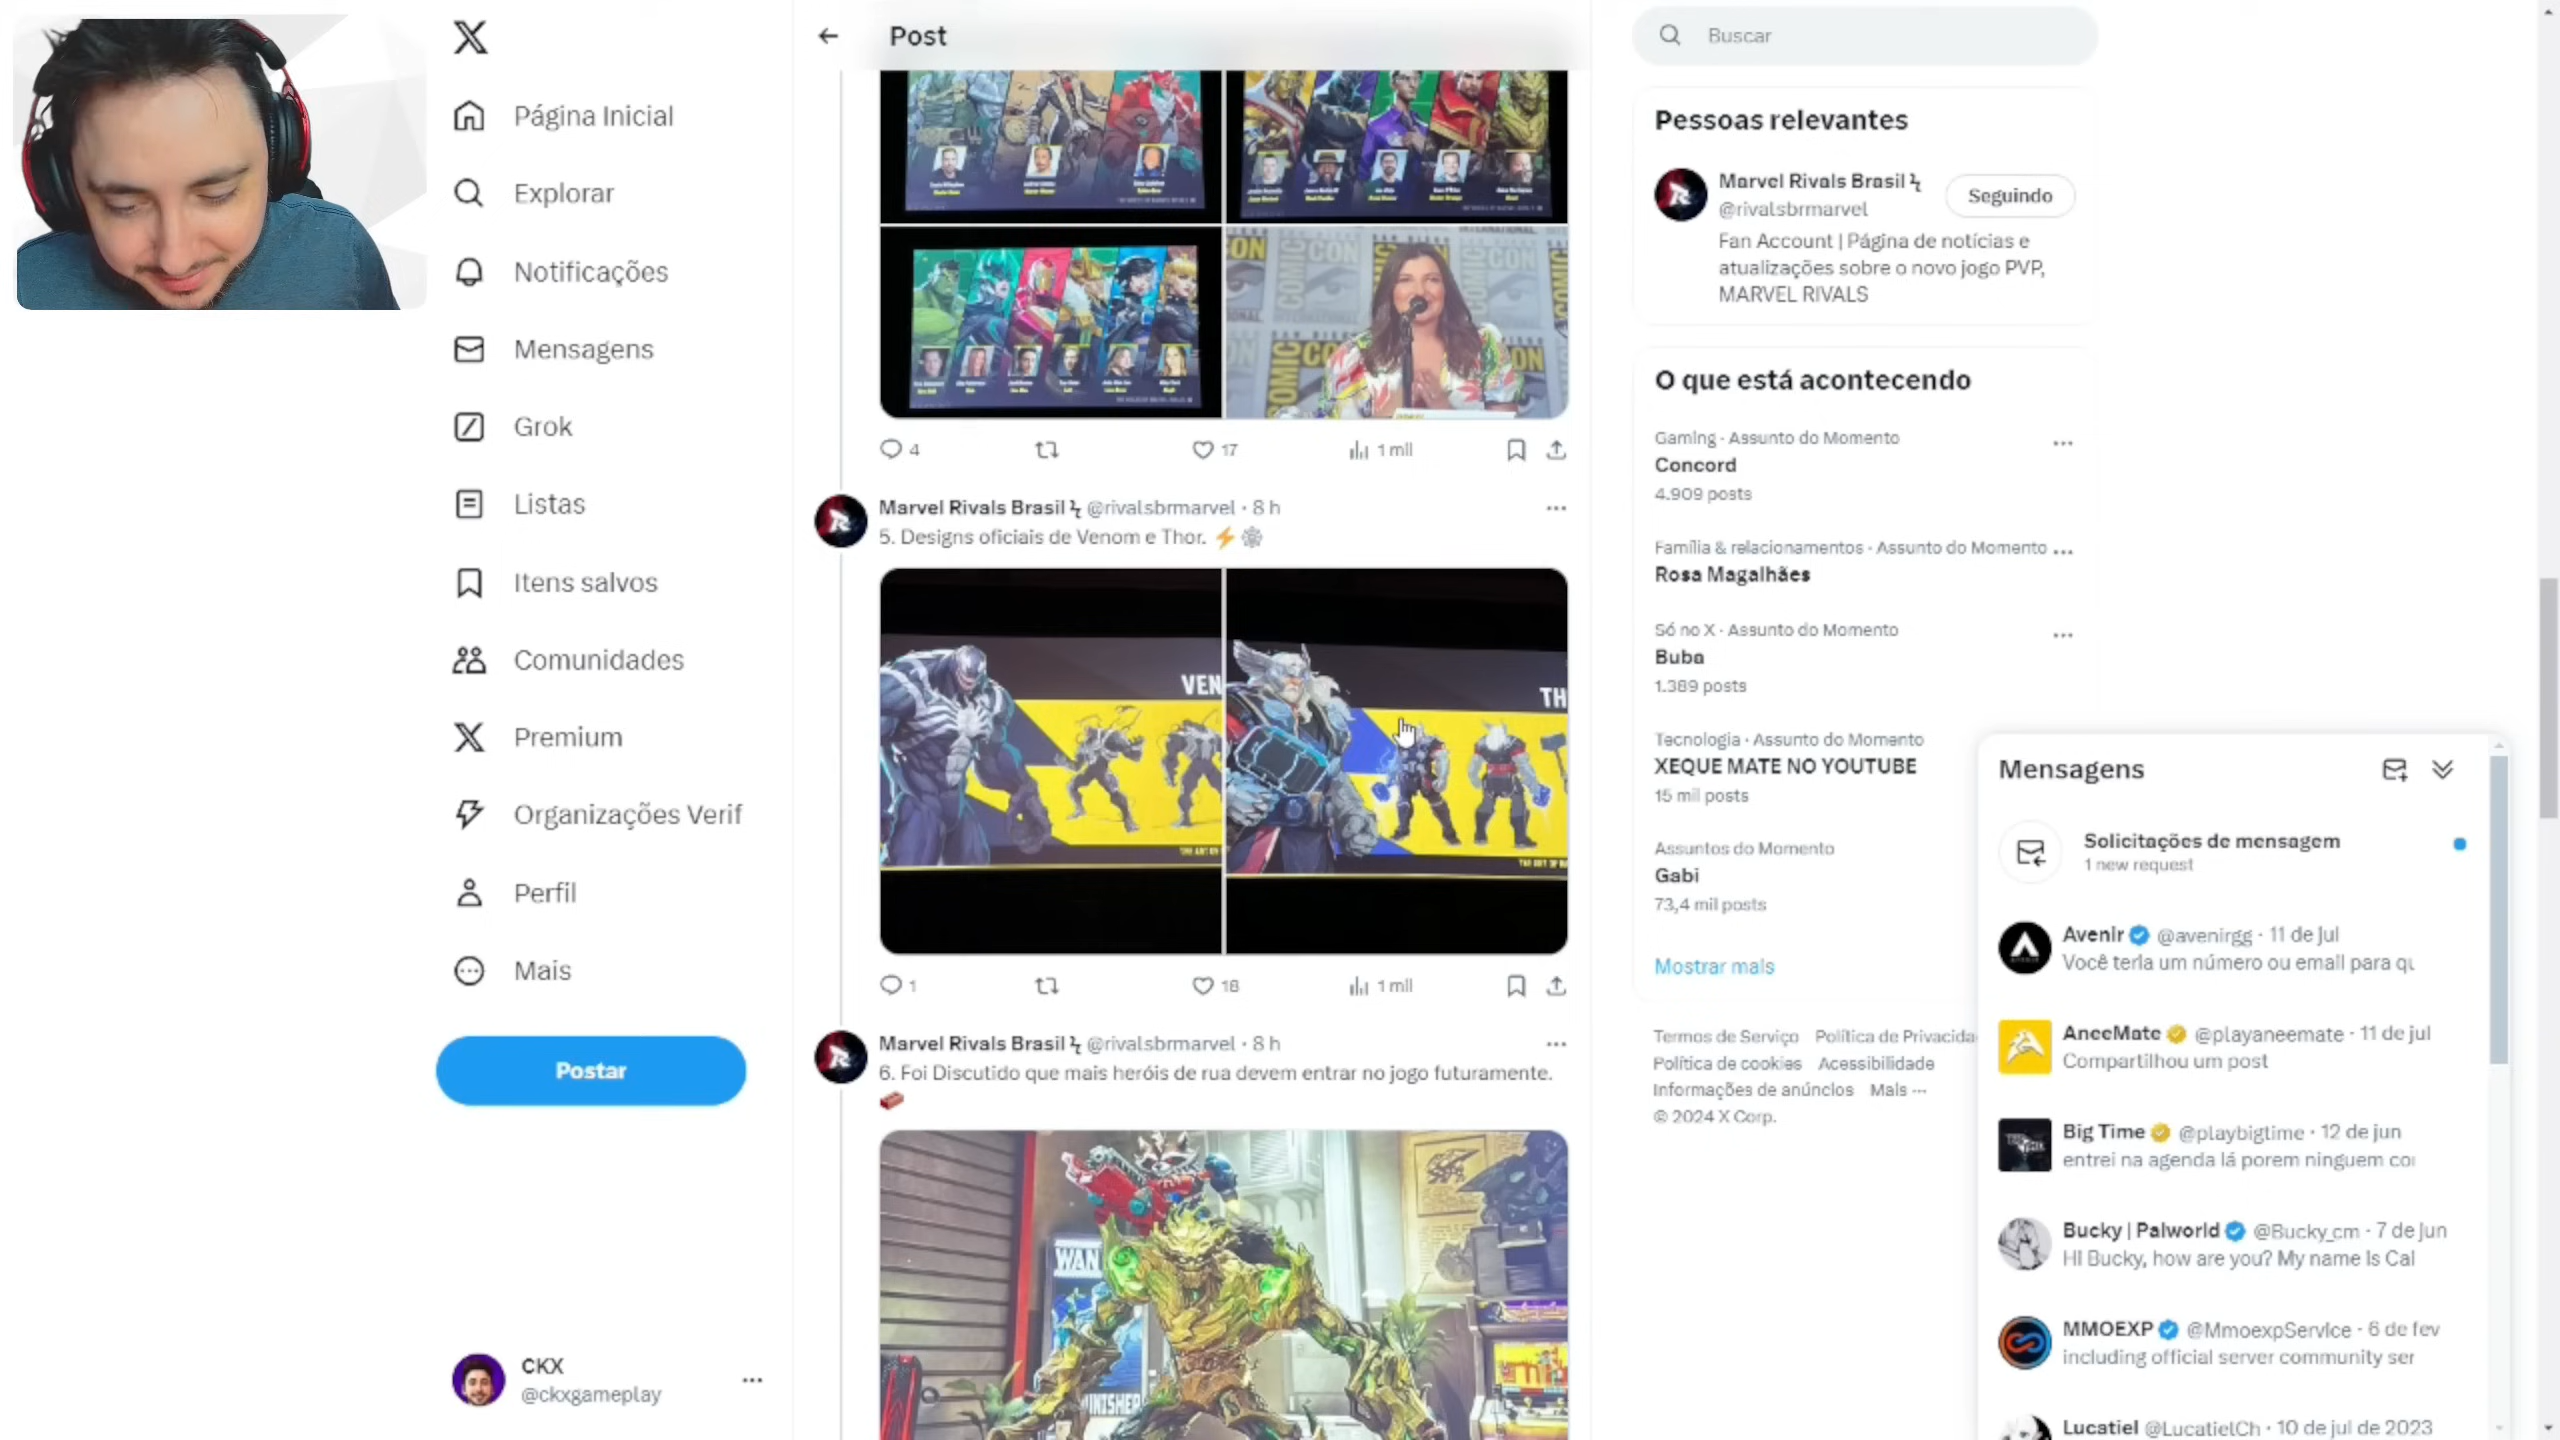 Página Inicial
Explorar
Notificações
Mensagens
Grok
Listas
Itens salvos
Comunidades
Premium
Organizações Verif
Perfil
Mais
Postar
CKX
@ckxgameplay
Post
4
17
1 mil
Marvel Rivals Brasil @rivalsbrmarvel · 8 h
5. Designs oficiais de Venom e Thor. ⚡🕸
VEN
TH
1
18
1 mil
Marvel Rivals Brasil @rivalsbrmarvel · 8 h
6. Foi Discutido que mais heróis de rua devem entrar no jogo futuramente.
🧱
WAN
Buscar
Pessoas relevantes
Marvel Rivals Brasil
@rivalsbrmarvel
Seguindo
Fan Account | Página de notícias e
atualizações sobre o novo jogo PVP,
MARVEL RIVALS
O que está acontecendo
Gaming · Assunto do Momento
Concord
4.909 posts
Família & relacionamentos · Assunto do Momento
Rosa Magalhães
Só no X · Assunto do Momento
Buba
1.389 posts
Tecnologia · Assunto do Momento
XEQUE MATE NO YOUTUBE
15 mil posts
Assuntos do Momento
Gabi
73,4 mil posts
Mostrar mais
Termos de Serviço Política de Privacida
Política de cookies Acessibilidade
Informações de anúncios Mais ···
© 2024 X Corp.
Mensagens
Solicitações de mensagem
1 new request
Avenir @avenirgg · 11 de jul
Você teria um número ou email para qu
AneeMate @playaneemate · 11 de jul
Compartilhou um post
Big Time @playbigtime · 12 de jun
entrei na agenda lá porem ninguem co
Bucky | Palworld @Bucky_cm · 7 de jun
Hi Bucky, how are you? My name is Cal
MMOEXP @MmoexpService · 6 de fev
including official server community ser
Lucatiel @LucatielCh · 10 de jul de 2023